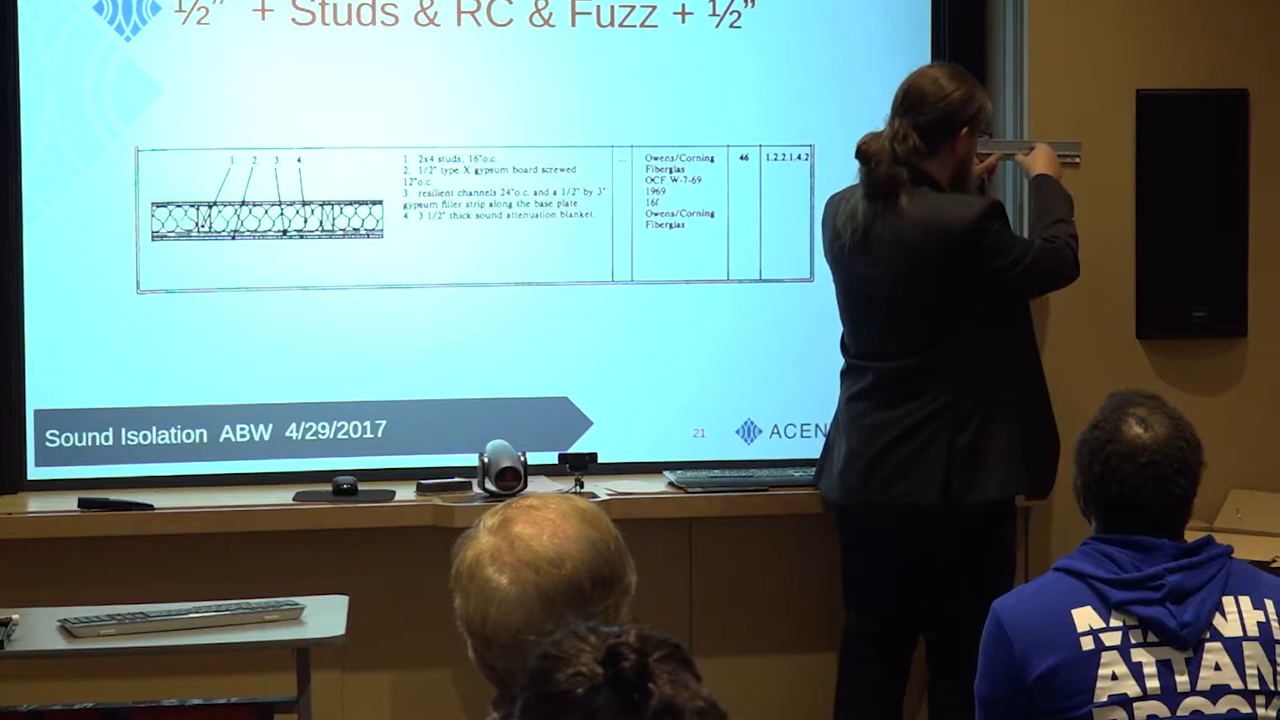 ½” + Studs & RC & Fuzz + ½”
1. 2. 3. 4.
1. 2x4 studs, 16"o.c.
2. 1/2" type X gypsum board screwed
12"o.c.
3. resilient channels 24"o.c. and a 1/2" by 3"
gypsum filler strip along the base plate.
4. 3 1/2" thick sound attenuation blanket.
Owens/Corning
Fiberglas
OCF W-7-69
1969
16f
Owens/Corning
Fiberglas
46
1.2.2.1.4.2
Sound Isolation ABW 4/29/2017
21
ACEN
ATTAN